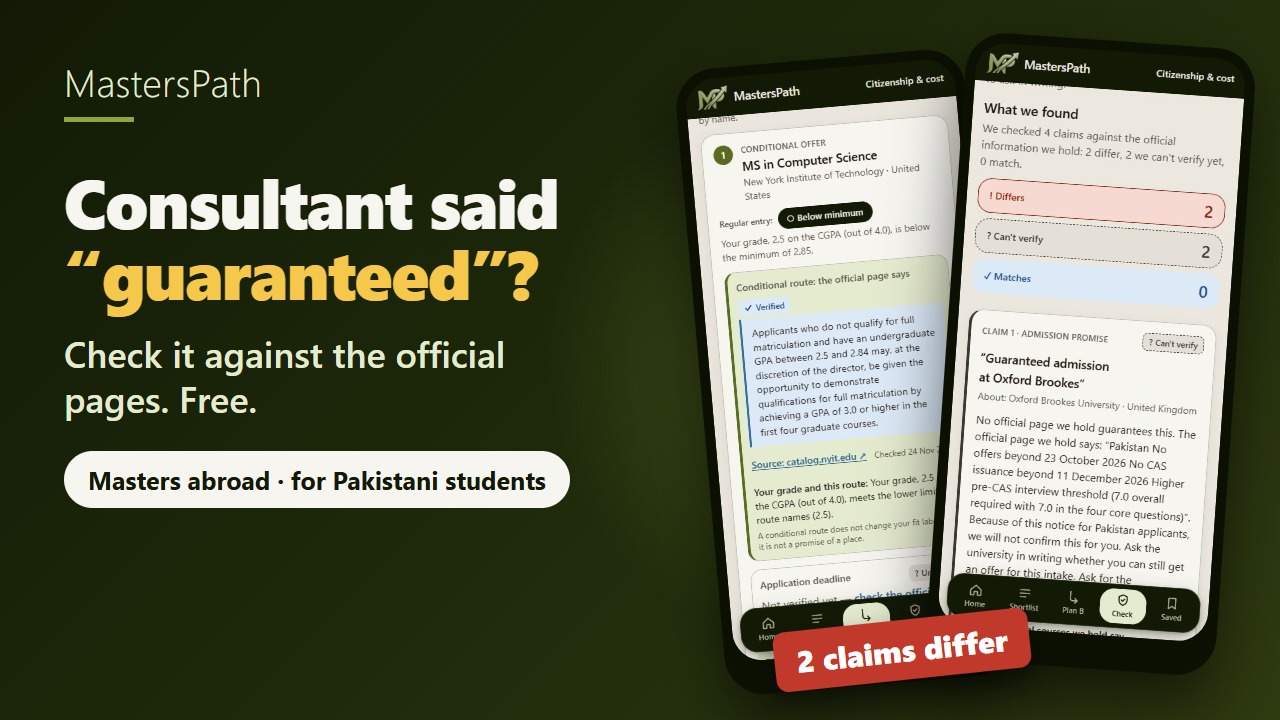 MastersPath
Consultant said
“guaranteed”?
Check it against the official
pages. Free.
Masters abroad · for Pakistani students
MastersPath
Citizenship & cost
by name.
1
CONDITIONAL OFFER
MS in Computer Science
New York Institute of Technology · United
States
Regular entry:
Below minimum
Your grade, 2.5 on the CGPA (out of 4.0), is below
the minimum of 2.85.
Conditional route: the official page says
✓ Verified
Applicants who do not qualify for full
matriculation and have an undergraduate
GPA between 2.5 and 2.84 may, at the
discretion of the director, be given the
opportunity to demonstrate
qualifications for full matriculation by
achieving a GPA of 3.0 or higher in the
first four graduate courses.
Source: catalog.nyit.edu ↗ Checked 24 Nov
Your grade and this route: Your grade, 2.5
the CGPA (out of 4.0), meets the lower
route names (2.5).
A conditional route does not change your fit
it is not a promise of a place.
Application deadline
Not verified yet
MastersPath
Citizenship & cost
What we found
We checked 4 claims against the official
information we hold: 2 differ, 2 we can't verify yet,
0 match.
! Differs 2
? Can't verify 2
✓ Matches 0
CLAIM 1 · ADMISSION PROMISE
? Can't verify
“Guaranteed admission
at Oxford Brookes”
About: Oxford Brookes University · United Kingdom
No official page we hold guarantees this. The
official page we hold says: “Pakistan No
offers beyond 23 October 2026 No CAS
issuance beyond 11 December 2026 Higher
pre-CAS interview threshold (7.0 overall
required with 7.0 in the four core questions)”.
Because of this notice for Pakistan applicants,
we will not confirm this for you. Ask the
university in writing whether you can still get
an offer for this intake. Ask for the
Home
Shortlist
Plan B
Check
Saved
2 claims differ